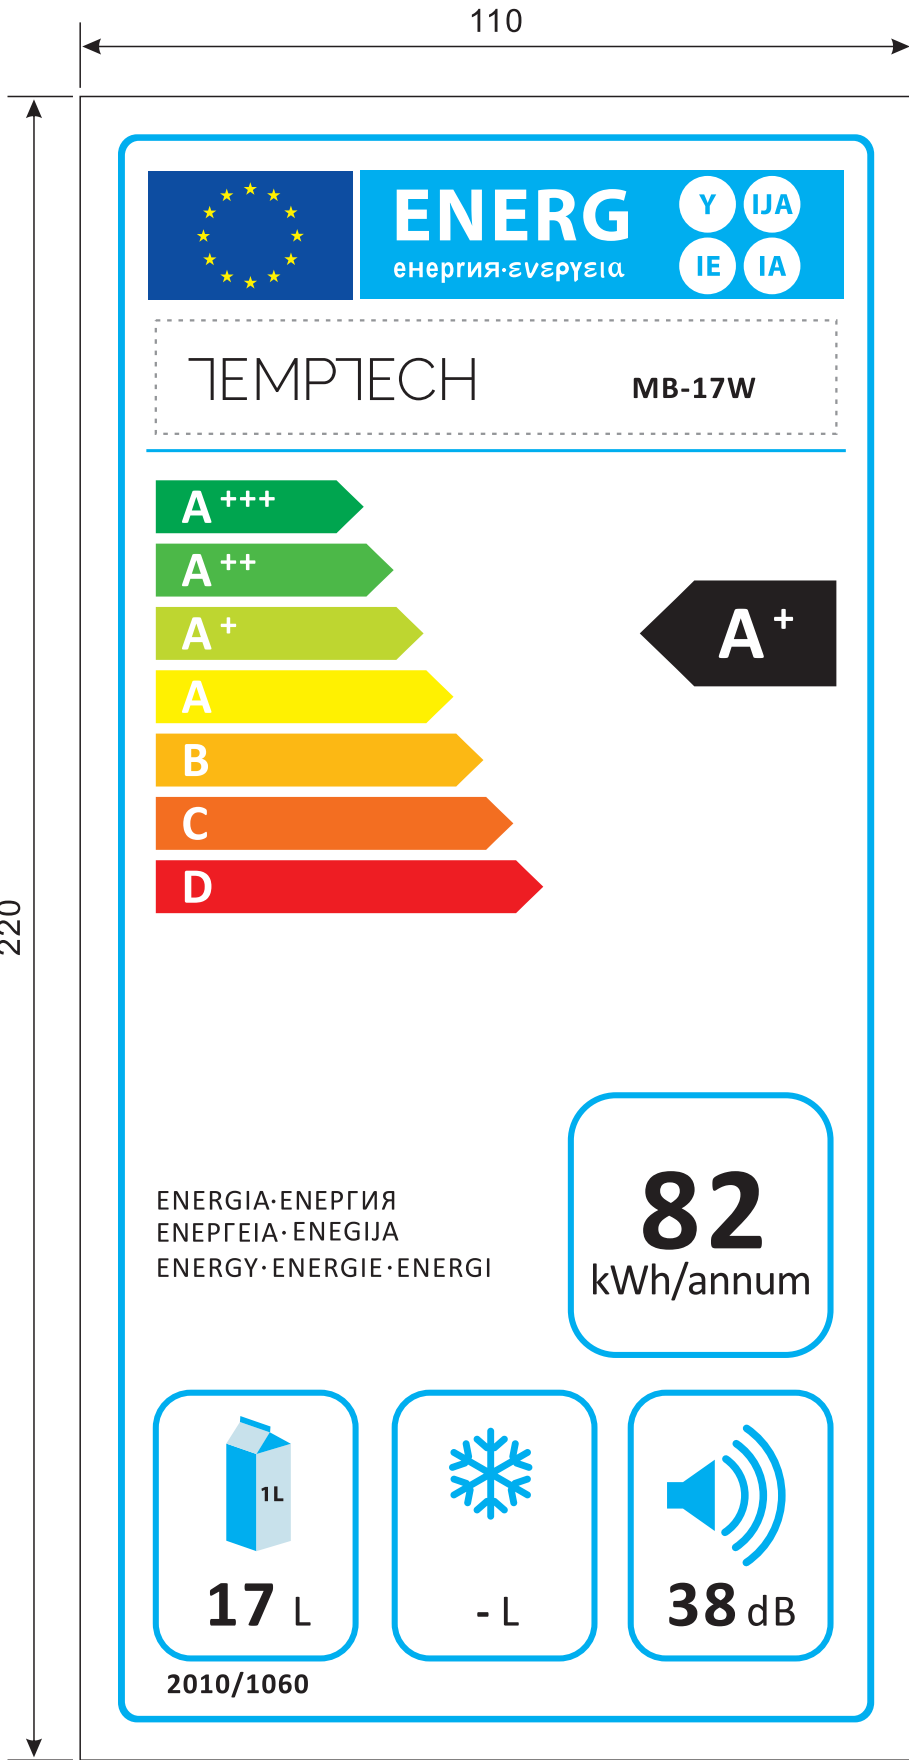 110
220
ENERG
Y IJA
IE IA
енергия·ενεργεια
TEMPTECH MB-17W
A+++
A++
A+
A
B
C
D
A+
ENERGIA·ЕНЕРГИЯ
ΕΝΕΡΓΕΙΑ·ENEGIJA
ENERGY·ENERGIE·ENERGI
82
kWh/annum
1L
17 L
- L
38 dB
2010/1060